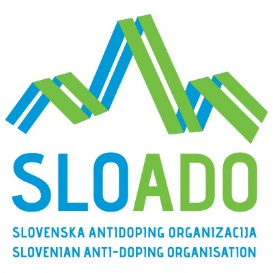 SLOADO
SLOVENSKA ANTIDOPING ORGANIZACIJA
SLOVENIAN ANTI-DOPING ORGANISATION